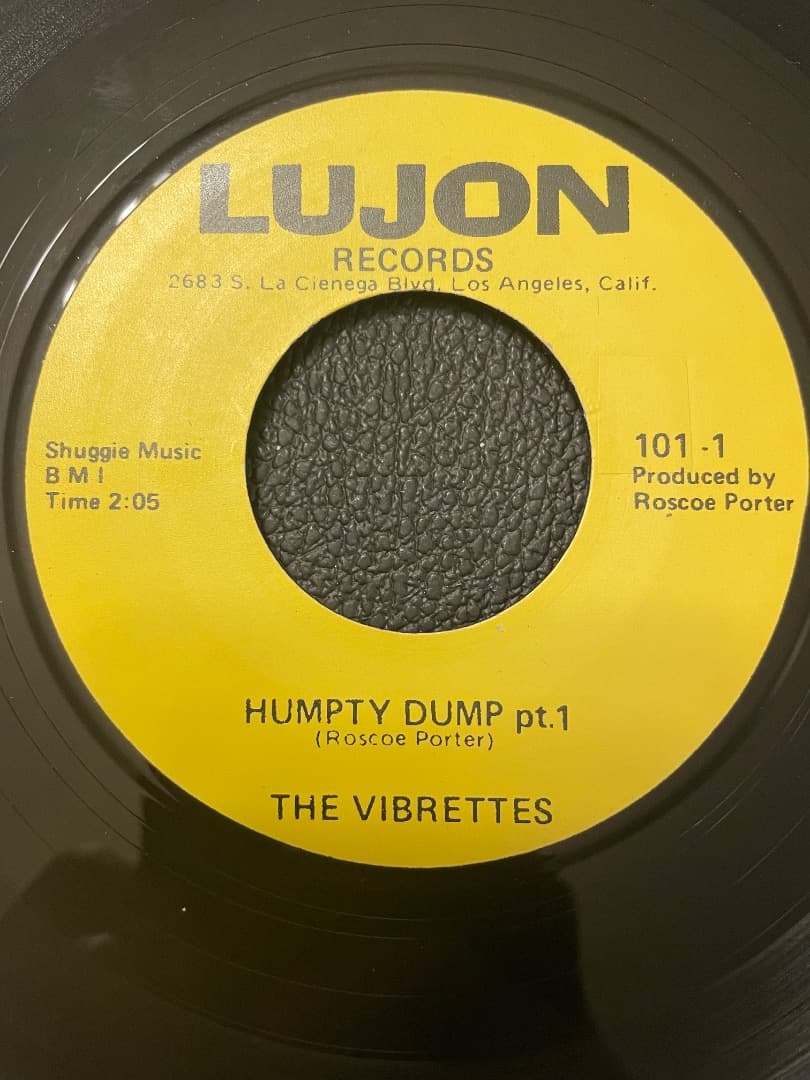 LUJON
RECORDS
2683 S. La Cienega Blvd. Los Angeles, Calif.
Shuggie Music
B M I
Time 2:05
101-1
Produced by
Roscoe Porter
HUMPTY DUMP pt.1
(Roscoe Porter)
THE VIBRETTES